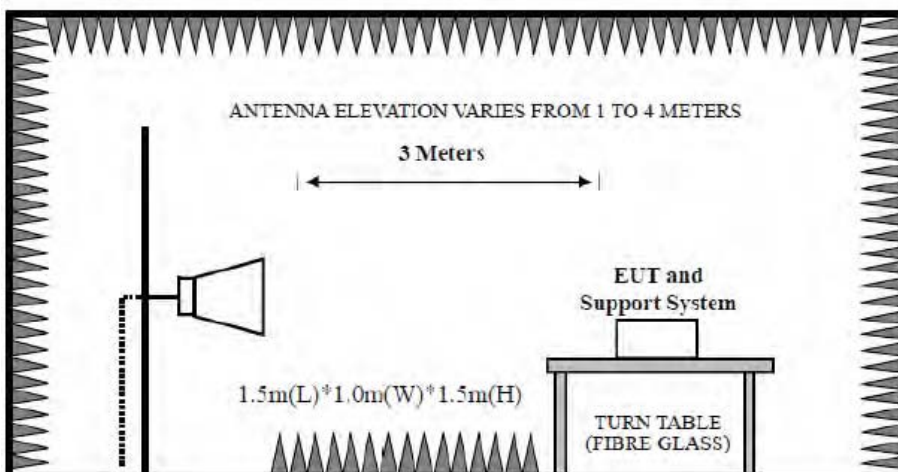 ANTENNA ELEVATION VARIES FROM 1 TO 4 METERS
3 Meters
EUT and
Support System
1.5m(L)*1.0m(W)*1.5m(H)
TURN TABLE
(FIBRE GLASS)